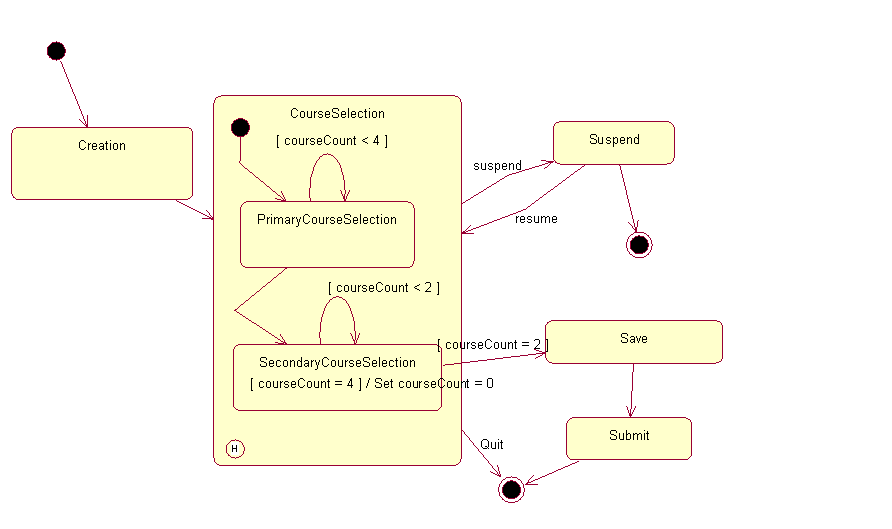 CourseSelection
[ courseCount < 4 ]
Creation
Suspend
suspend
PrimaryCourseSelection
resume
[ courseCount < 2 ]
[ courseCount = 2 ]
Save
SecondaryCourseSelection
[ courseCount = 4 ] / Set courseCount = 0
Submit
Quit
H